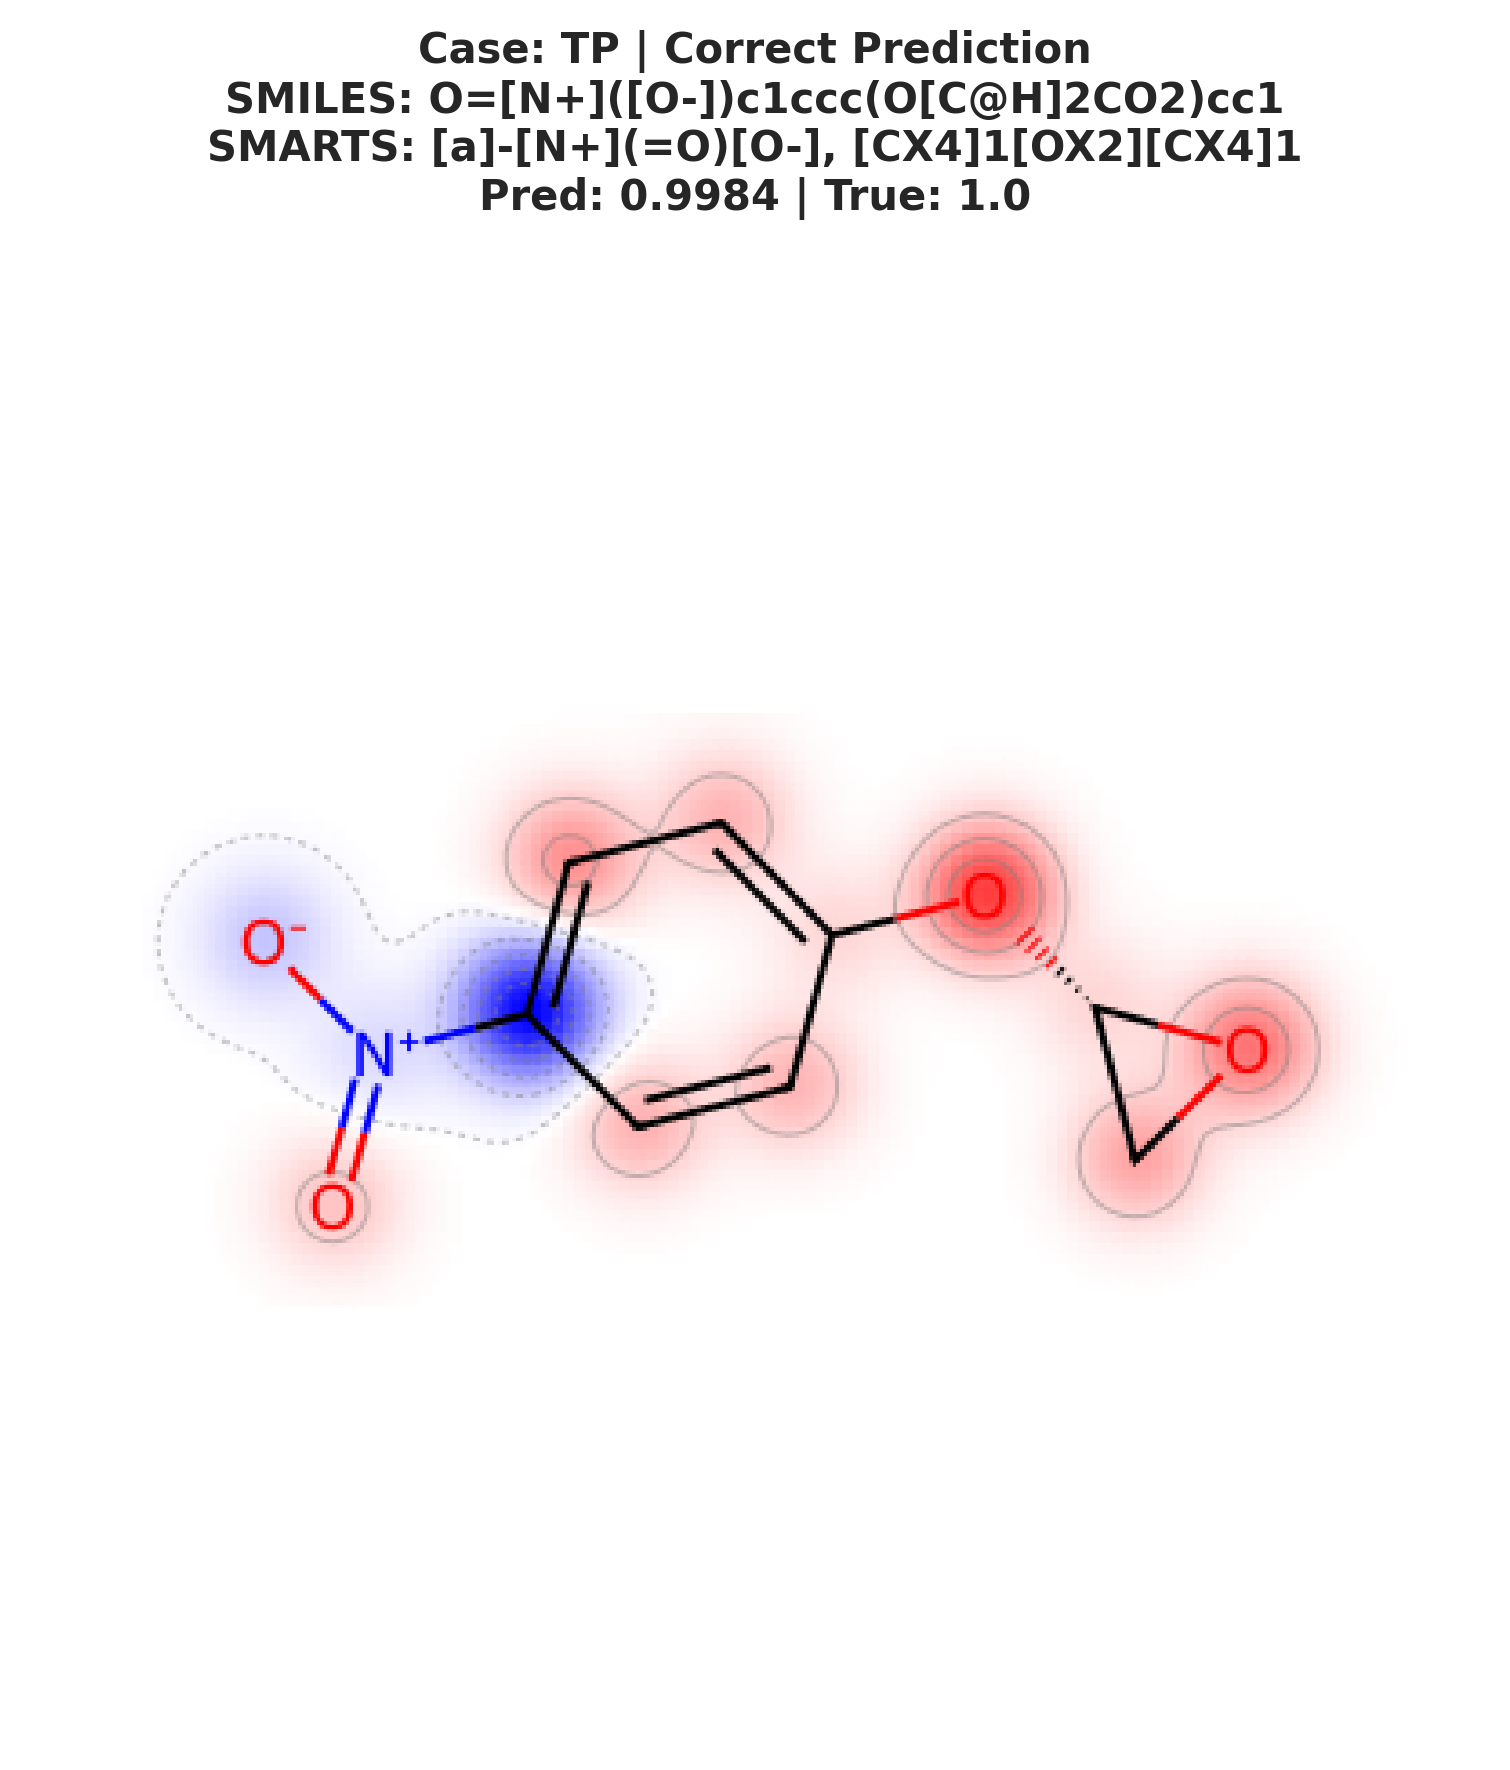 Case: TP | Correct Prediction
SMILES: O=[N+]([O-])c1ccc(O[C@H]2CO2)cc1
SMARTS: [a]-[N+](=O)[O-], [CX4]1[OX2][CX4]1
Pred: 0.9984 | True: 1.0
O
O⁻
O
N⁺
O